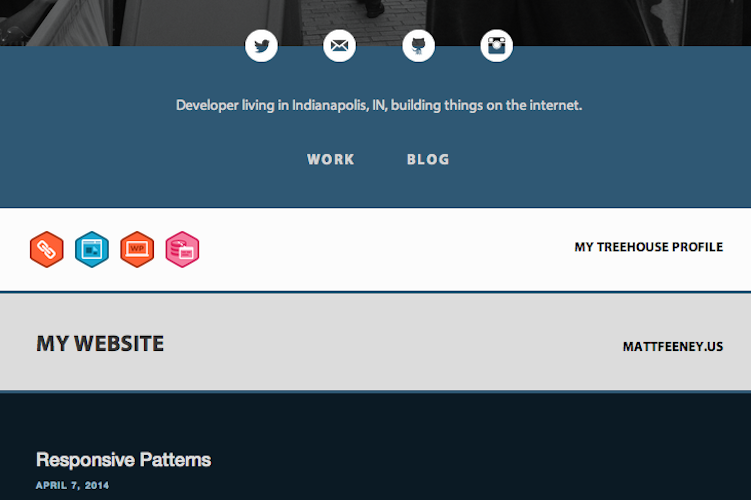 Developer living in Indianapolis, IN, building things on the internet.
WORK BLOG
WP
MY TREEHOUSE PROFILE
MY WEBSITE
MATTFEENEY.US
Responsive Patterns
APRIL 7, 2014